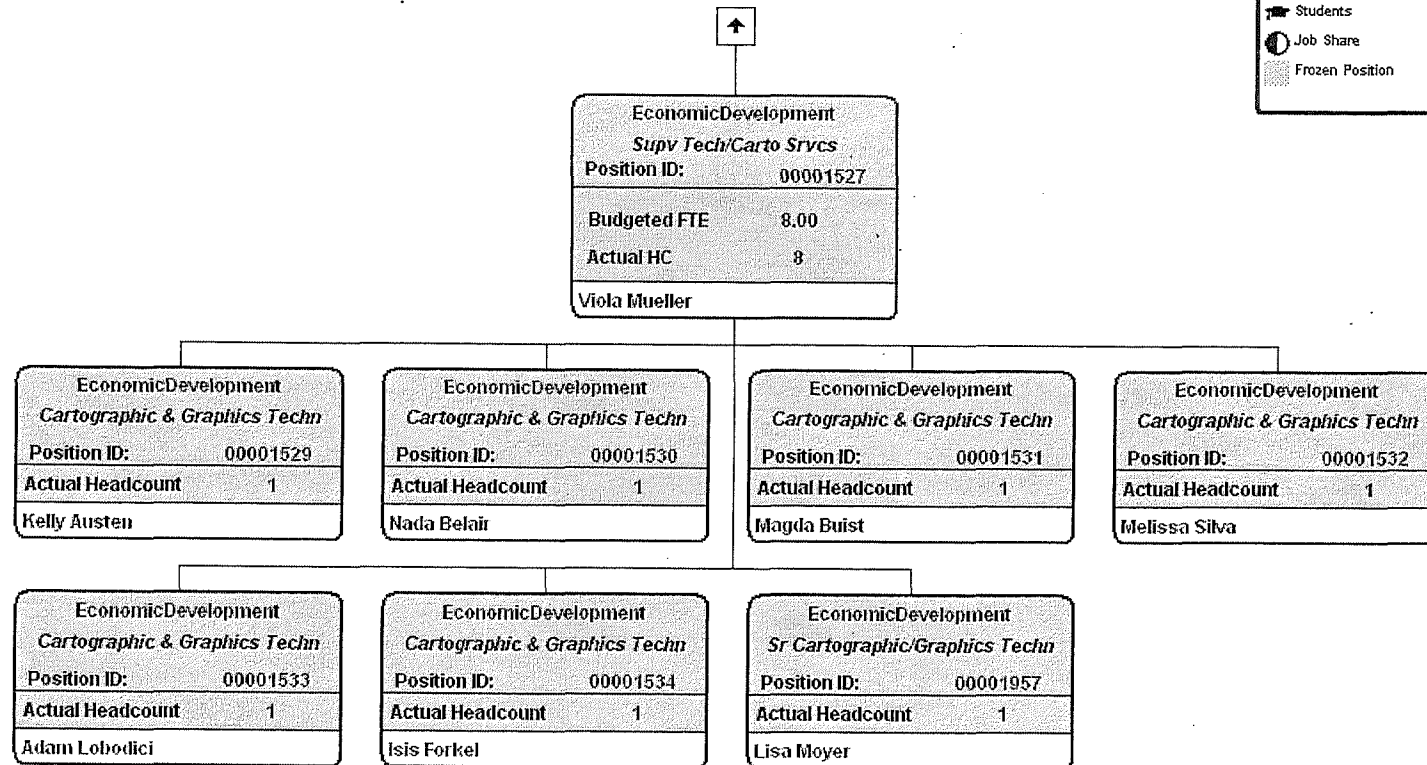 Students
Job Share
Frozen Position
EconomicDevelopment
Supv Tech/Carto Srvcs
Position ID: 00001527
Budgeted FTE 8.00
Actual HC 8
Viola Mueller
EconomicDevelopment
Cartographic & Graphics Techn
Position ID: 00001529
Actual Headcount 1
Kelly Austen
EconomicDevelopment
Cartographic & Graphics Techn
Position ID: 00001530
Actual Headcount 1
Nada Belair
EconomicDevelopment
Cartographic & Graphics Techn
Position ID: 00001531
Actual Headcount 1
Magda Buist
EconomicDevelopment
Cartographic & Graphics Techn
Position ID: 00001532
Actual Headcount 1
Melissa Silva
EconomicDevelopment
Cartographic & Graphics Techn
Position ID: 00001533
Actual Headcount 1
Adam Lobodici
EconomicDevelopment
Cartographic & Graphics Techn
Position ID: 00001534
Actual Headcount 1
Isis Forkel
EconomicDevelopment
Sr Cartographic/Graphics Techn
Position ID: 00001957
Actual Headcount 1
Lisa Moyer